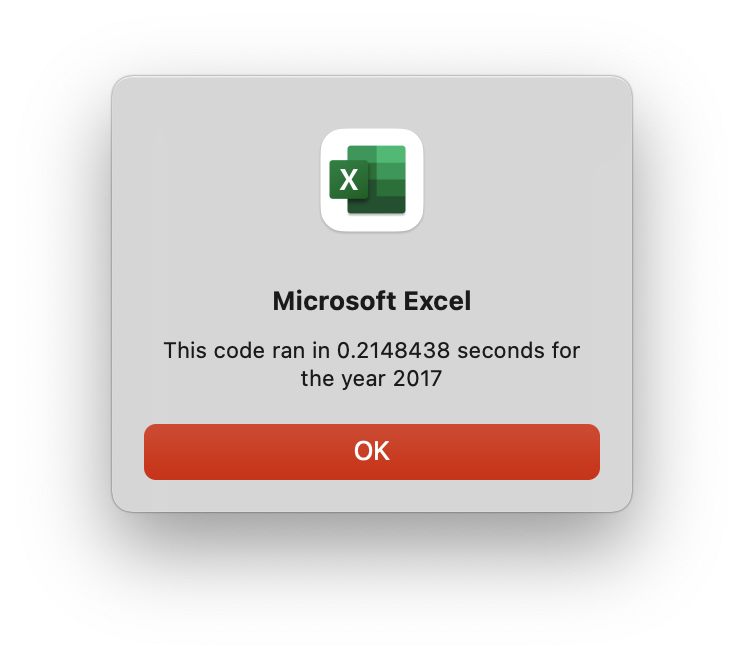 X
Microsoft Excel
This code ran in 0.2148438 seconds for
the year 2017
OK